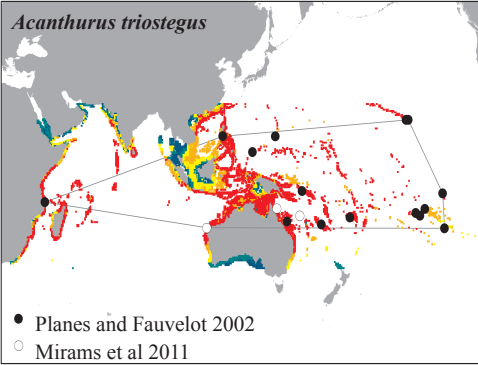 Acanthurus triostegus
Planes and Fauvelot 2002
Mirams et al 2011